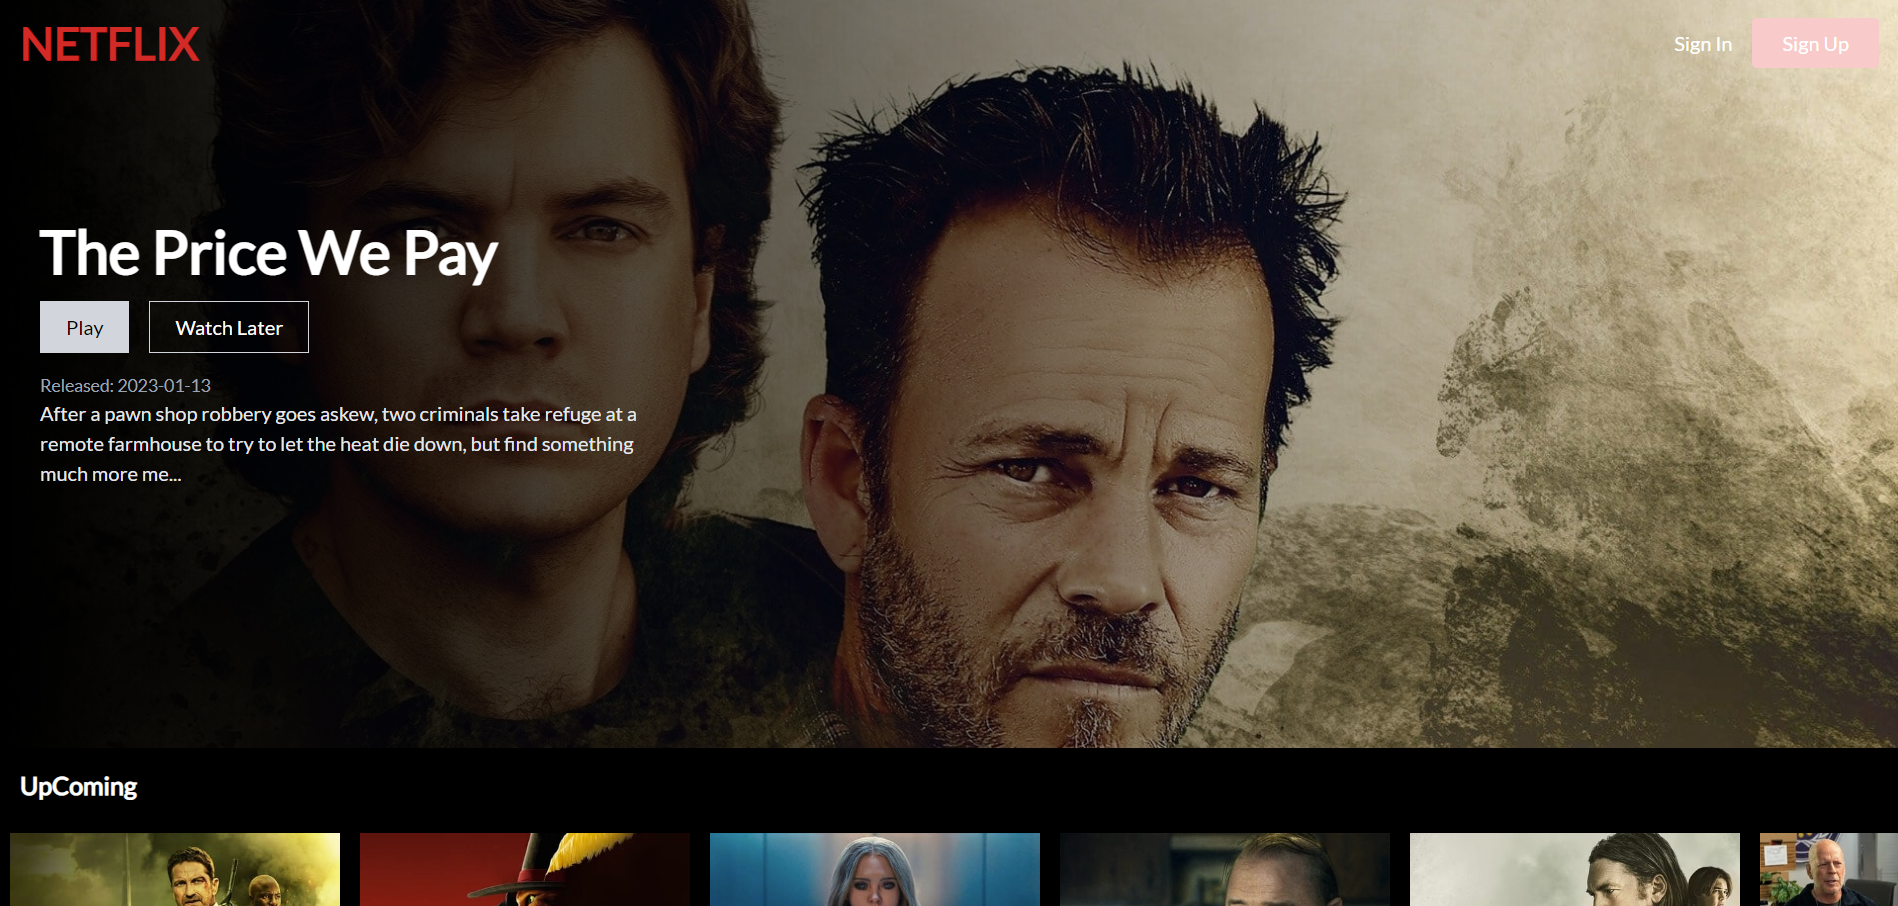 NETFLIX
Sign In
Sign Up
The Price We Pay
Play
Watch Later
Released: 2023-01-13
After a pawn shop robbery goes askew, two criminals take refuge at a
remote farmhouse to try to let the heat die down, but find something
much more me...
UpComing